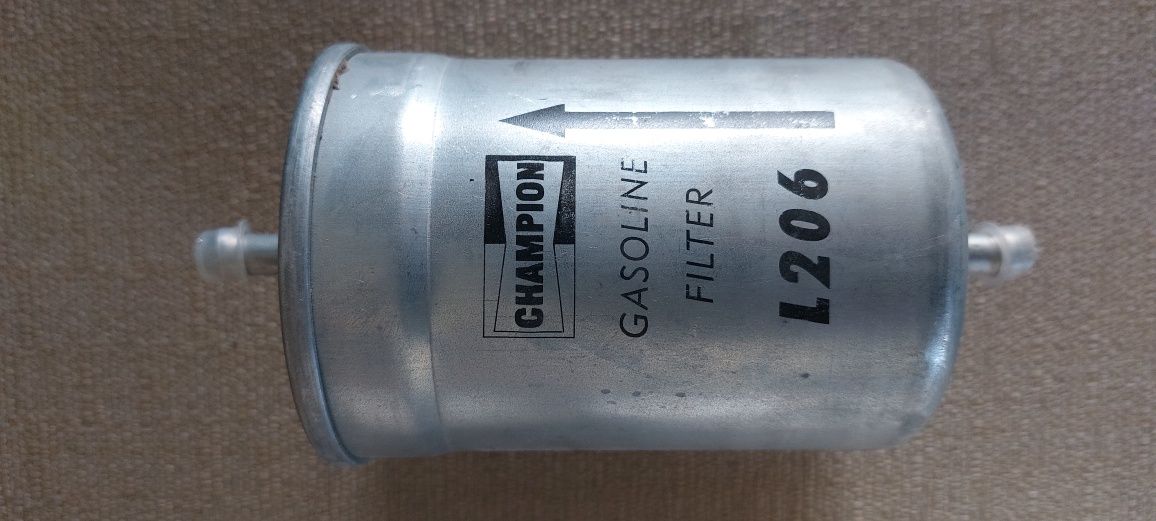 CHAMPION
GASOLINE
FILTER
L206